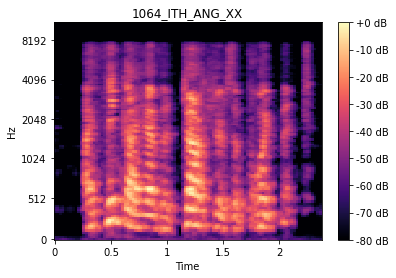 1064_ITH_ANG_XX
+0 dB
8192
-10 dB
4096
-20 dB
-30 dB
2048
Hz
-40 dB
1024
-50 dB
512
-60 dB
-70 dB
0
-80 dB
0 0.5 1 1.5 2
Time